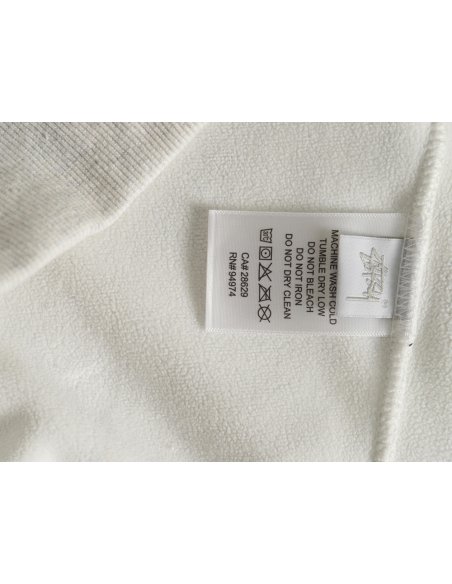 Stüssy
®
MACHINE WASH COLD
TUMBLE DRY LOW
DO NOT BLEACH
DO NOT IRON
DO NOT DRY CLEAN
CA# 28629
RN# 94974